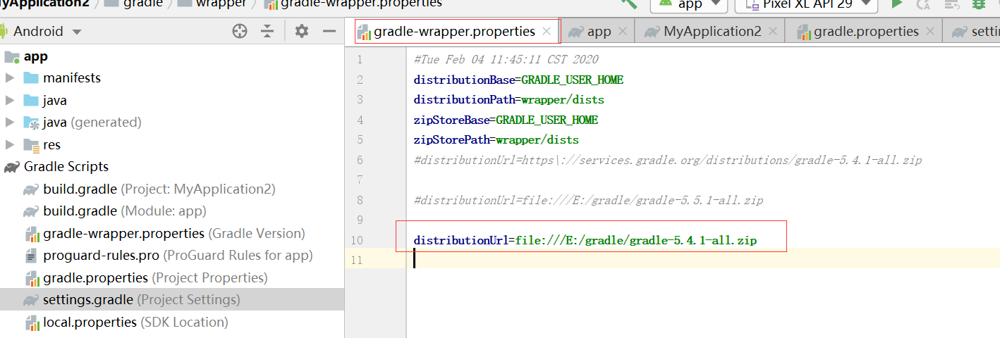 MyApplication2 gradle wrapper gradle-wrapper.properties app Pixel XL API 29
Android
gradle-wrapper.properties app MyApplication2 gradle.properties
app
manifests
java
java (generated)
res
Gradle Scripts
build.gradle (Project: MyApplication2)
build.gradle (Module: app)
gradle-wrapper.properties (Gradle Version)
proguard-rules.pro (ProGuard Rules for app)
gradle.properties (Project Properties)
settings.gradle (Project Settings)
local.properties (SDK Location)
1 #Tue Feb 04 11:45:11 CST 2020
2 distributionBase=GRADLE_USER_HOME
3 distributionPath=wrapper/dists
4 zipStoreBase=GRADLE_USER_HOME
5 zipStorePath=wrapper/dists
6 #distributionUrl=https\://services.gradle.org/distributions/gradle-5.4.1-all.zip
7
8 #distributionUrl=file:///E:/gradle/gradle-5.5.1-all.zip
9
10 distributionUrl=file:///E:/gradle/gradle-5.4.1-all.zip
11